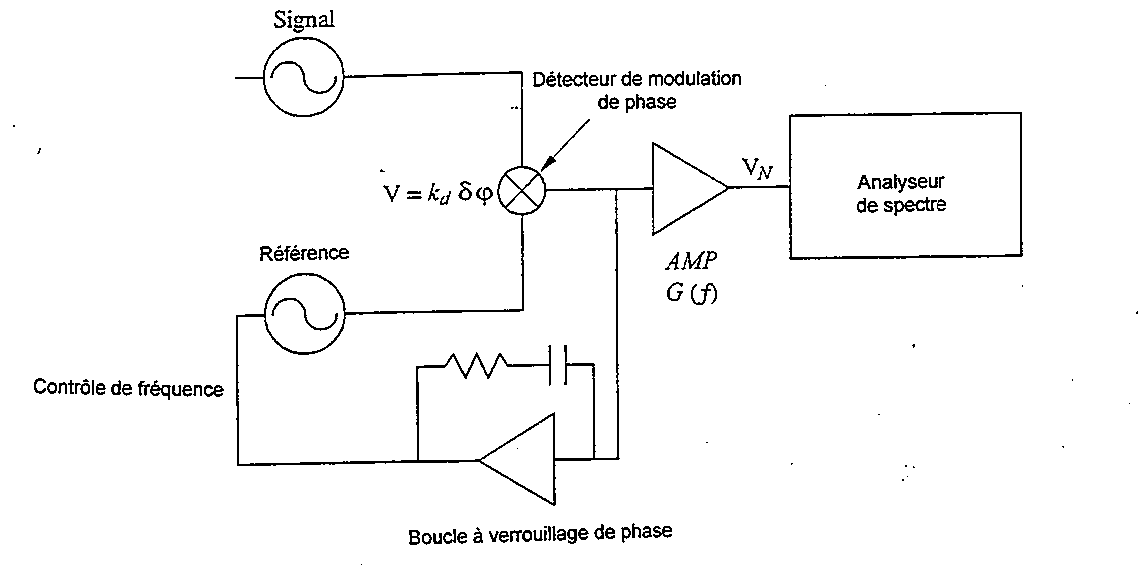 Signal
Détecteur de modulation
de phase
V = k_d δφ
V_N
Analyseur
de spectre
Référence
AMP
G (f)
Contrôle de fréquence
Boucle à verrouillage de phase